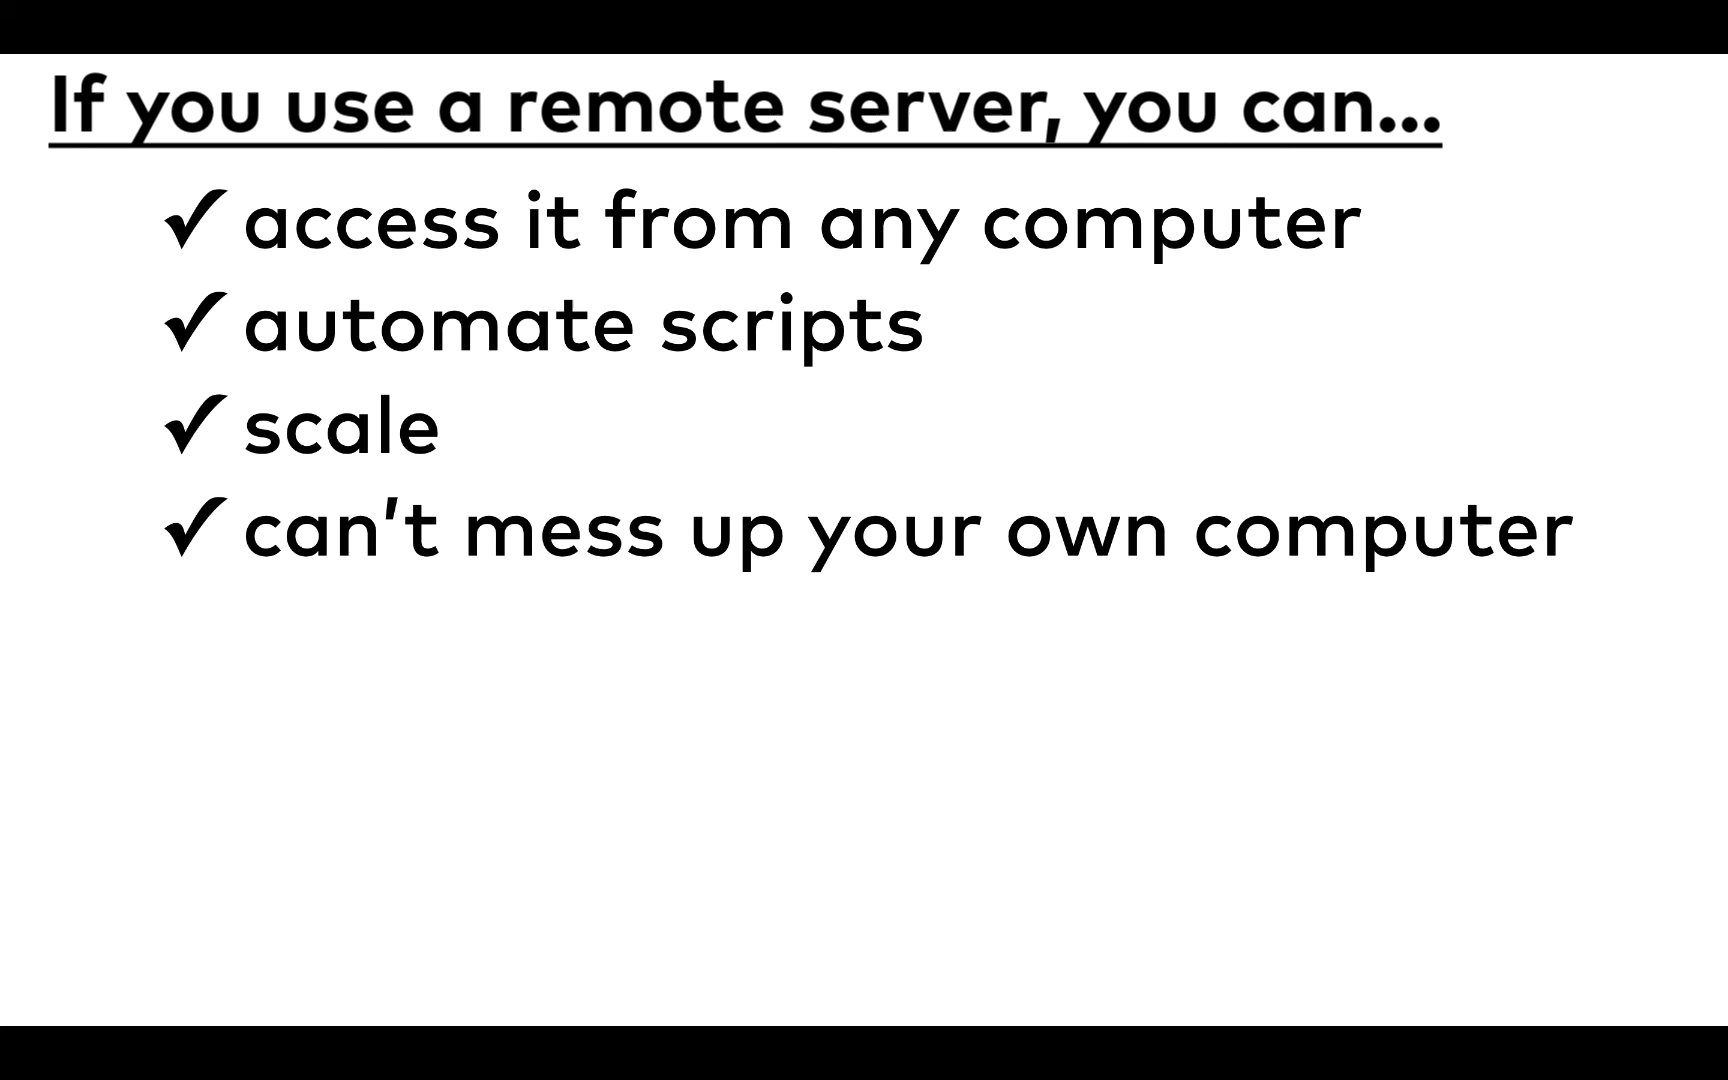 If you use a remote server, you can...
✓ access it from any computer
✓ automate scripts
✓ scale
✓ can't mess up your own computer